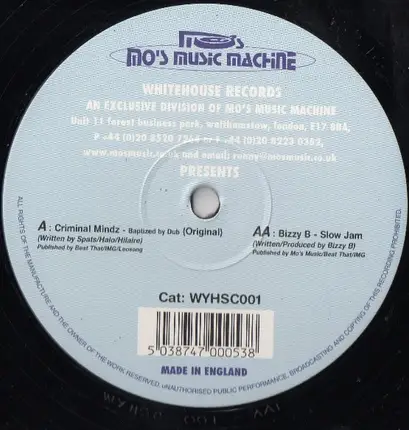 MO'S
MO'S MUSIC MACHINE
WHITEHOUSE RECORDS
AN EXCLUSIVE DIVISION OF MO'S MUSIC MACHINE
Unit 11 forest business park, walthamstow, london, E17 8BA,
P +44 (0)20 8520 7264 F +44 (0)20 8223 0352,
www.mosmusic.co.uk and email: ronny@mosmusic.co.uk
PRESENTS
A : Criminal Mindz - Baptized by Dub (Original)
(Written by Spats/Halo/Hilaire)
Published by Beat That/IMG/Leosong
AA : Bizzy B - Slow Jam
(Written/Produced by Bizzy B)
Published by Mo's Music/Beat That/IMG
Cat: WYHSC001
5 038747 000538
MADE IN ENGLAND
ALL RIGHTS OF THE MANUFACTURE AND THE OWNER OF THE WORK RESERVED. UNAUTHORISED PUBLIC PERFORMANCE, BROADCASTING AND COPYING OF THIS RECORDING PROHIBITED.